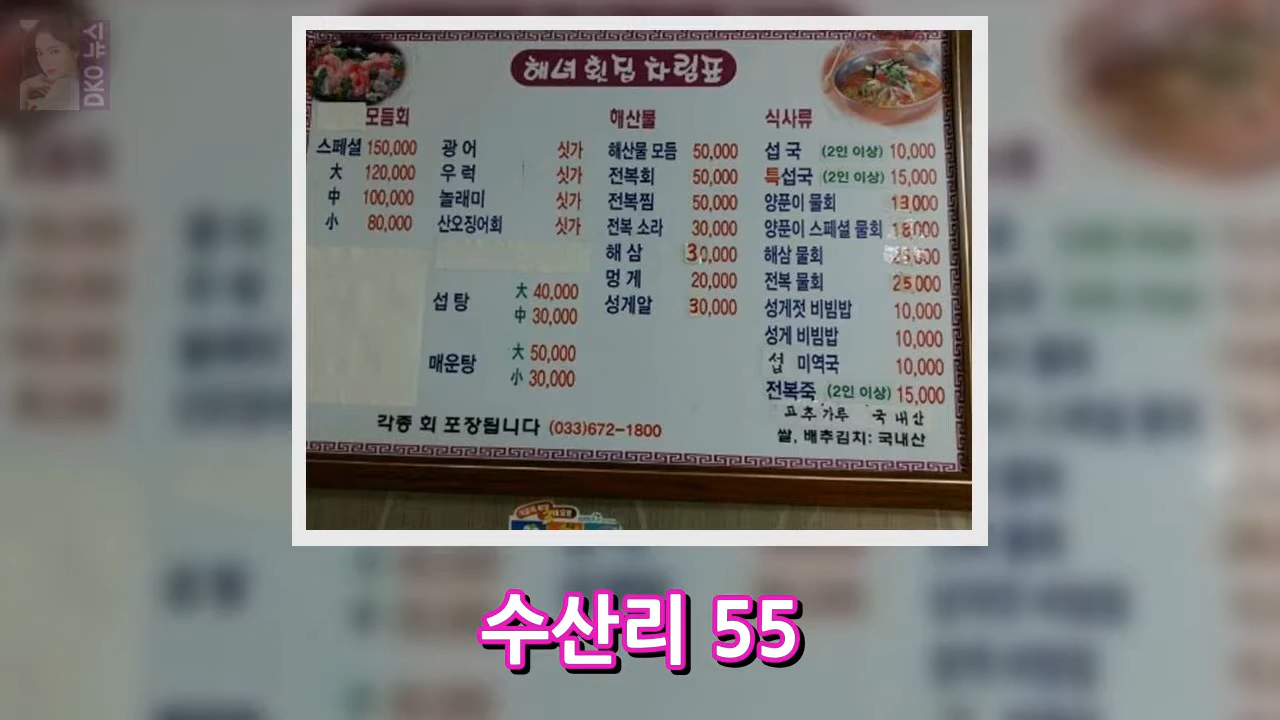 DKO 뉴스
해녀 횟집 차림표
모듬회
스페셜 150,000
大 120,000
中 100,000
小 80,000
광 어 싯가
우 럭 싯가
놀래미 싯가
산오징어회 싯가
섭 탕 大 40,000
中 30,000
매운탕 大 50,000
小 30,000
해산물
해산물 모듬 50,000
전복회 50,000
전복찜 50,000
전복 소라 30,000
해 삼 30,000
멍 게 20,000
성게알 30,000
식사류
섭 국 (2인 이상) 10,000
특섭국 (2인 이상) 15,000
양푼이 물회 13,000
양푼이 스페셜 물회 18,000
해삼 물회
전복 물회 25,000
성게젓 비빔밥 10,000
성게 비빔밥 10,000
섭 미역국 10,000
전복죽 (2인 이상) 15,000
고추가루 국내산
쌀, 배추김치: 국내산
각종 회 포장됩니다 (033)672-1800
수산리 55